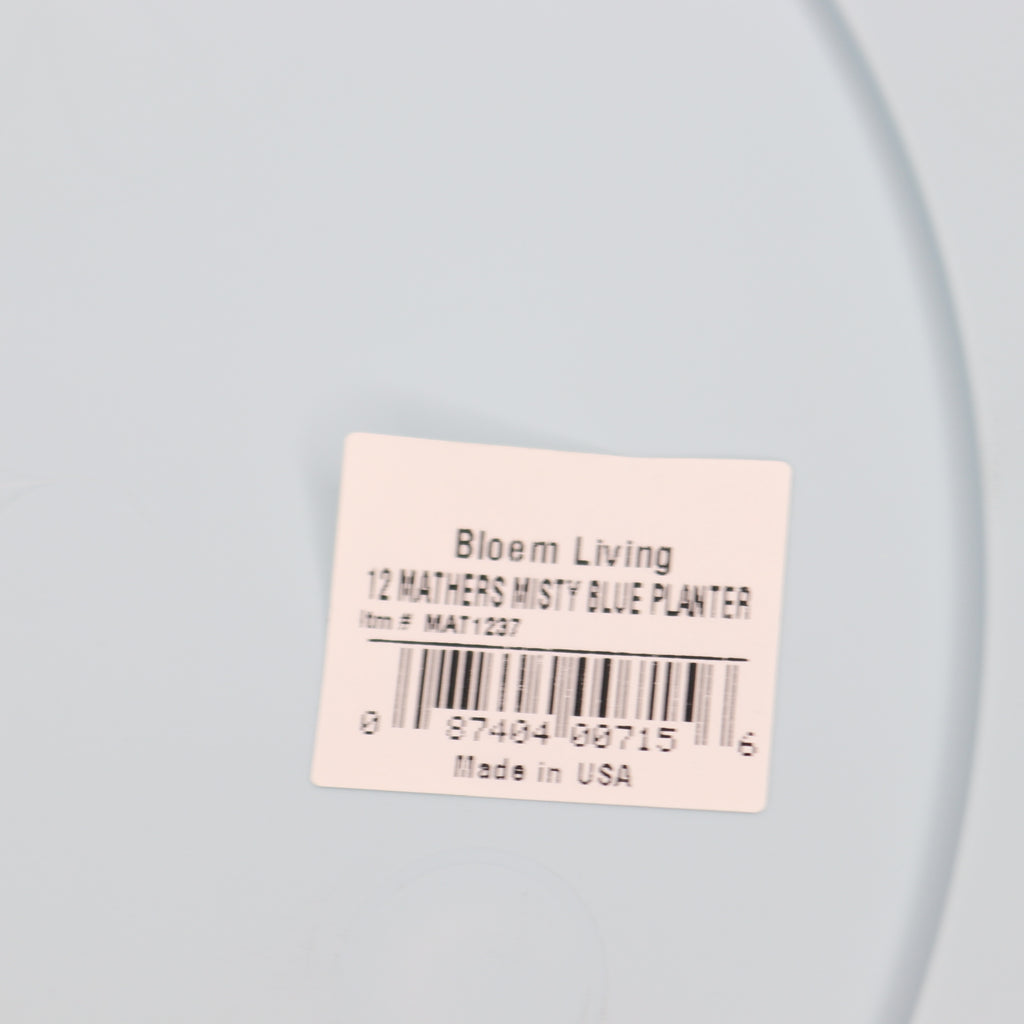 Bloem Living
12 MATHERS MISTY BLUE PLANTER
Itm # MAT1237
0 87404 00715 6
Made in USA